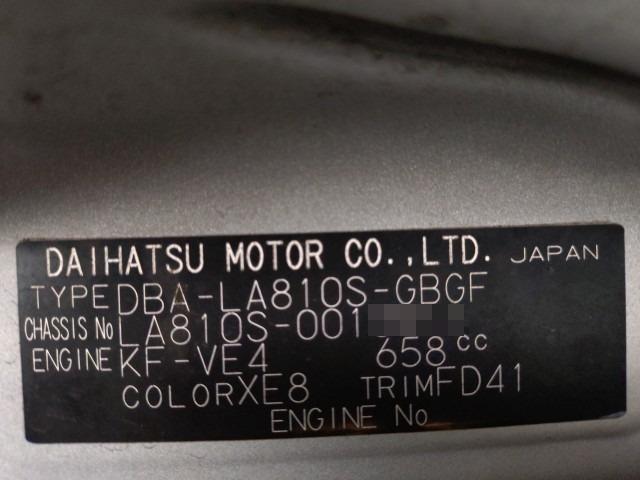 DAIHATSU MOTOR CO.,LTD. JAPAN
TYPE DBA-LA810S-GBGF
CHASSIS No LA810S-001
ENGINE KF-VE4 658cc
COLOR XE8 TRIM FD41
ENGINE No